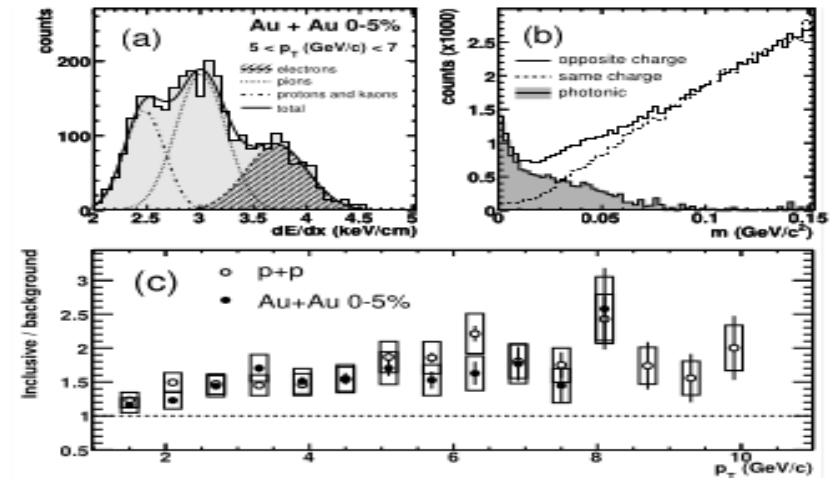 (a)
Au + Au 0-5%
5 < p_T (GeV/c) < 7
electrons
pions
protons and kaons
total
counts
200
100
0
2 2.5 3 3.5 4 4.5 5
dE/dx (keV/cm)
(b)
opposite charge
same charge
photonic
counts (x1000)
2.5
2
1.5
1
0.5
0
0 0.05 0.1 0.15
m (GeV/c²)
(c)
p+p
Au+Au 0-5%
Inclusive / background
3
2.5
2
1.5
1
0.5
2 4 6 8 10
p_T (GeV/c)